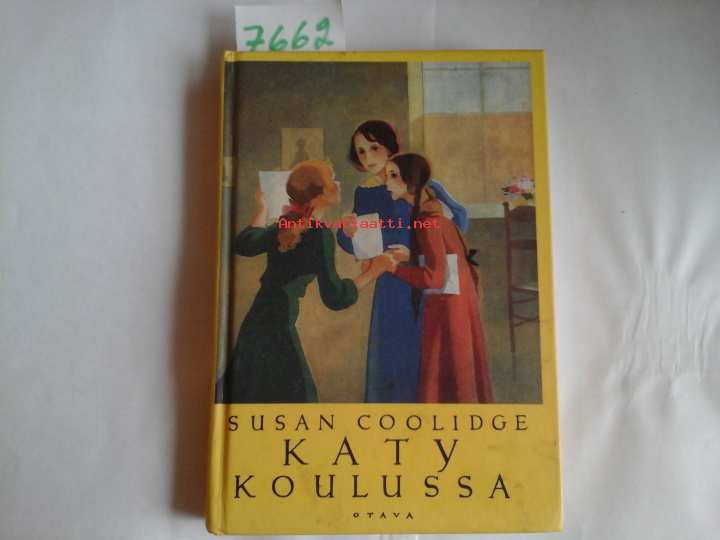 7662
Antikvariaatti.net
SUSAN COOLIDGE
KATY
KOULUSSA
OTAVA